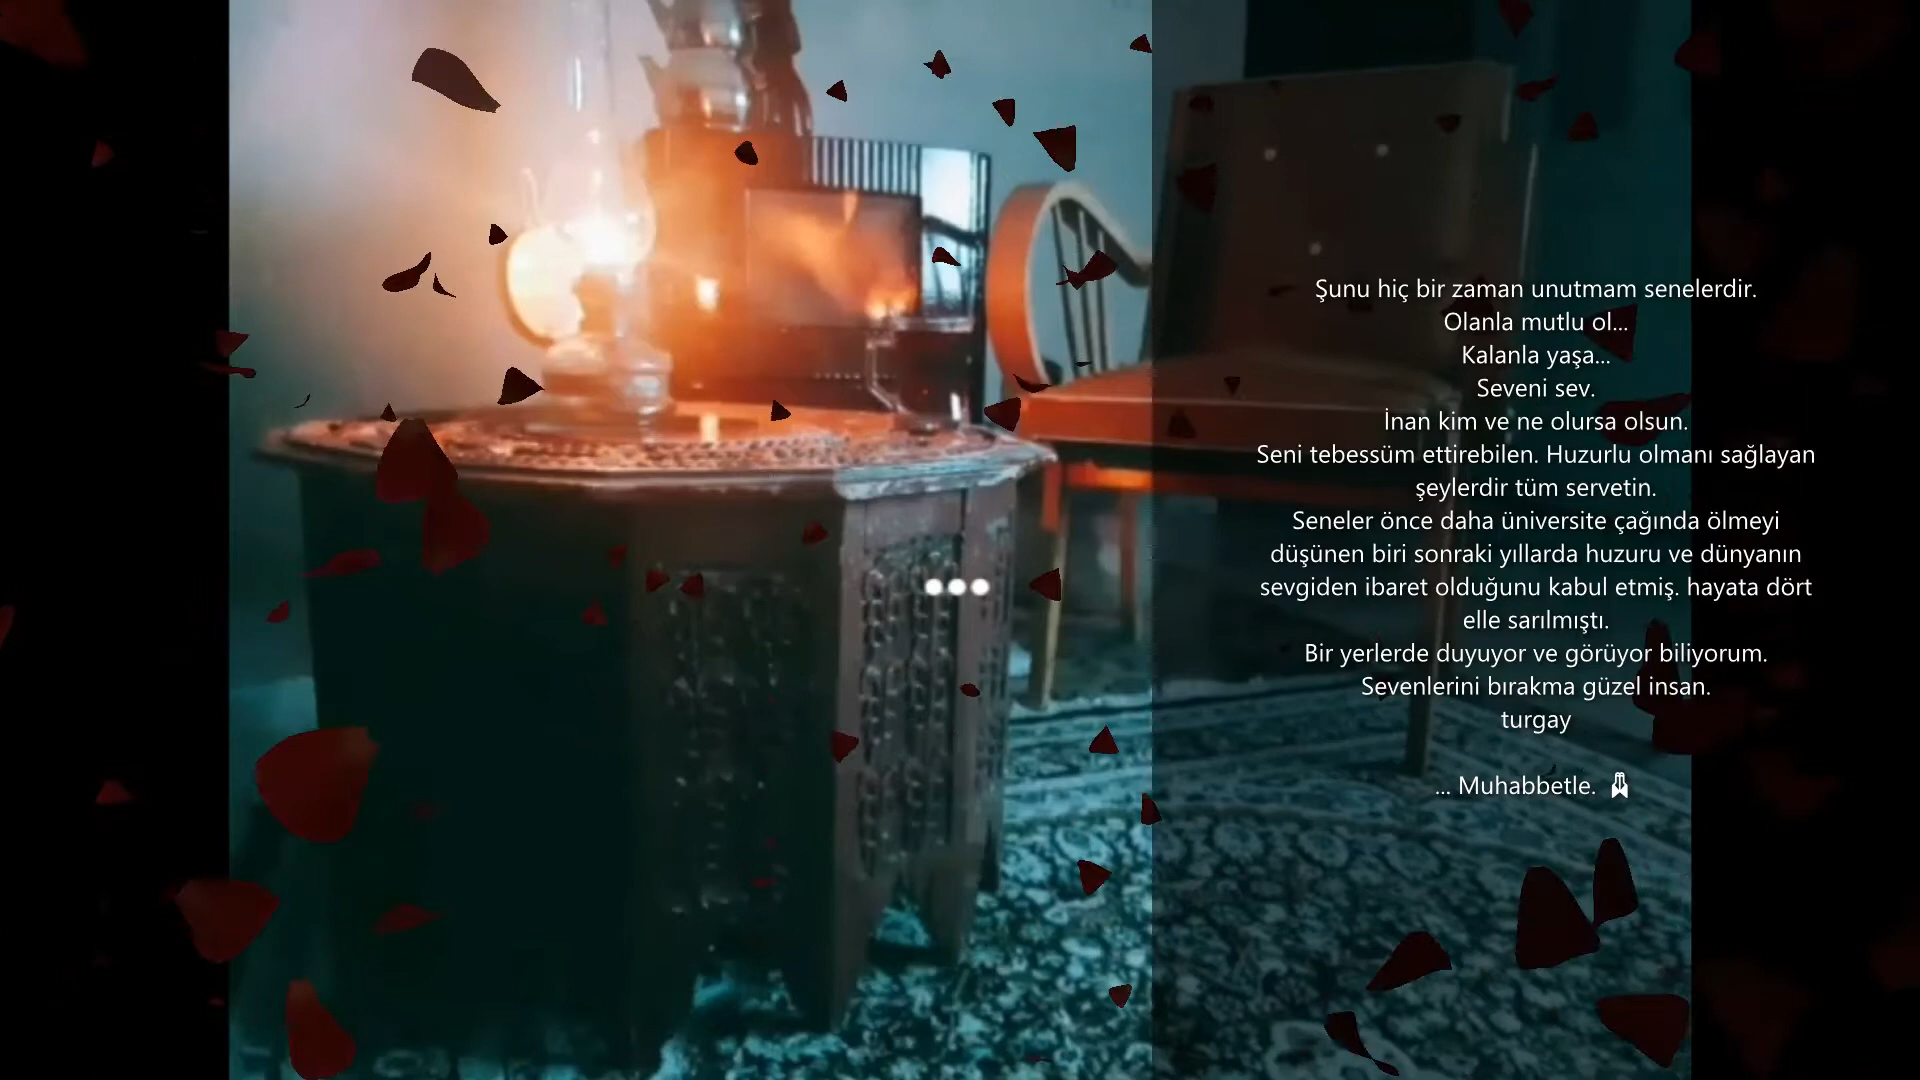 Şunu hiç bir zaman unutmam senelerdir.
Olanla mutlu ol...
Kalanla yaşa...
Seveni sev.
İnan kim ve ne olursa olsun.
Seni tebessüm ettirebilen. Huzurlu olmanı sağlayan
şeylerdir tüm servetin.
Seneler önce daha üniversite çağında ölmeyi
düşünen biri sonraki yıllarda huzuru ve dünyanın
sevgiden ibaret olduğunu kabul etmiş. hayata dört
elle sarılmıştı.
Bir yerlerde duyuyor ve görüyor biliyorum.
Sevenlerini bırakma güzel insan.
turgay
... Muhabbetle.